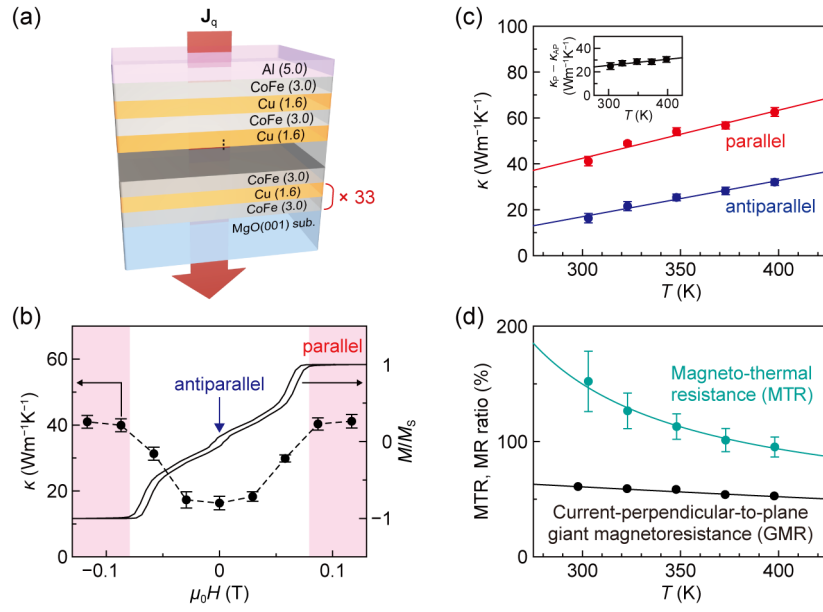 (a)
J_q
Al (5.0)
CoFe (3.0)
Cu (1.6)
CoFe (3.0)
Cu (1.6)
⋮
CoFe (3.0)
Cu (1.6)
CoFe (3.0)
× 33
MgO(001) sub.
(b)
60
40
20
0
κ (Wm⁻¹K⁻¹)
parallel
antiparallel
1
0
−1
M/M_S
−0.1
0
0.1
μ₀H (T)
(c)
100
80
60
40
20
0
κ (Wm⁻¹K⁻¹)
κ_P − κ_AP
(Wm⁻¹K⁻¹)
40
20
0
300
400
T (K)
parallel
antiparallel
300
350
400
T (K)
(d)
200
150
100
50
0
MTR, MR ratio (%)
Magneto-thermal
resistance (MTR)
Current-perpendicular-to-plane
giant magnetoresistance (GMR)
300
350
400
T (K)